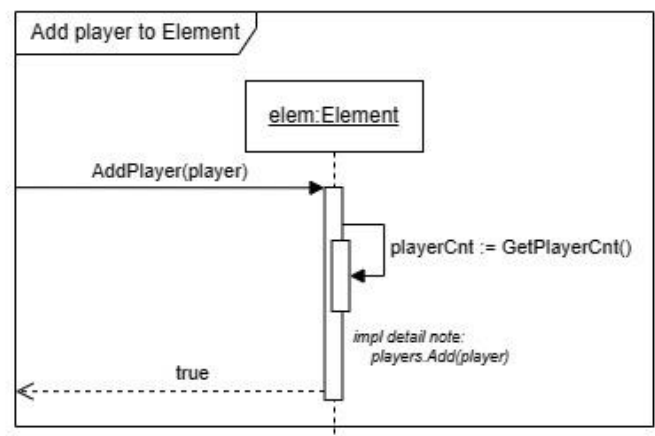 Add player to Element
elem:Element
AddPlayer(player)
playerCnt := GetPlayerCnt()
impl detail note:
players.Add(player)
true